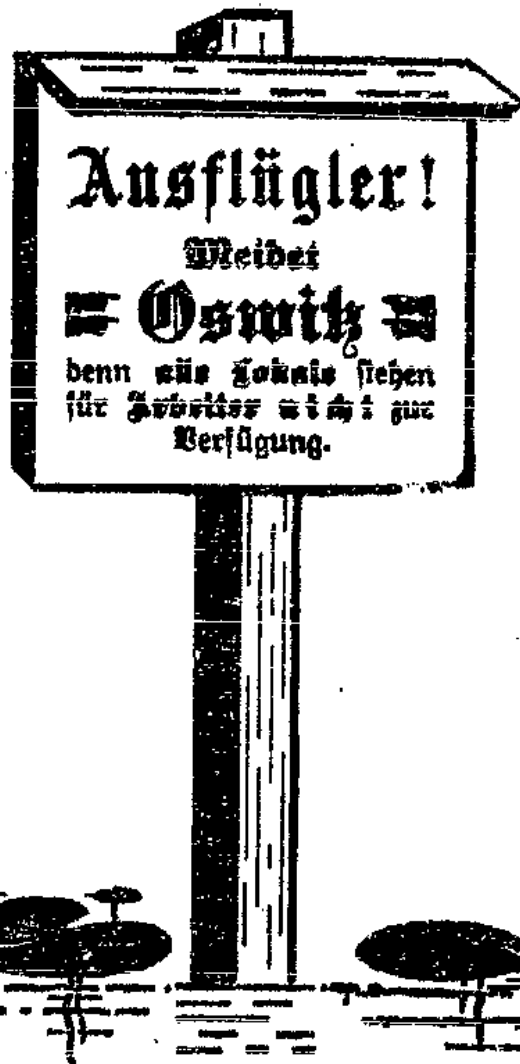 Ausflügler!
Meidet
Oswitz
denn alle Lokale stehen
für Arbeiter nicht zur
Verfügung.